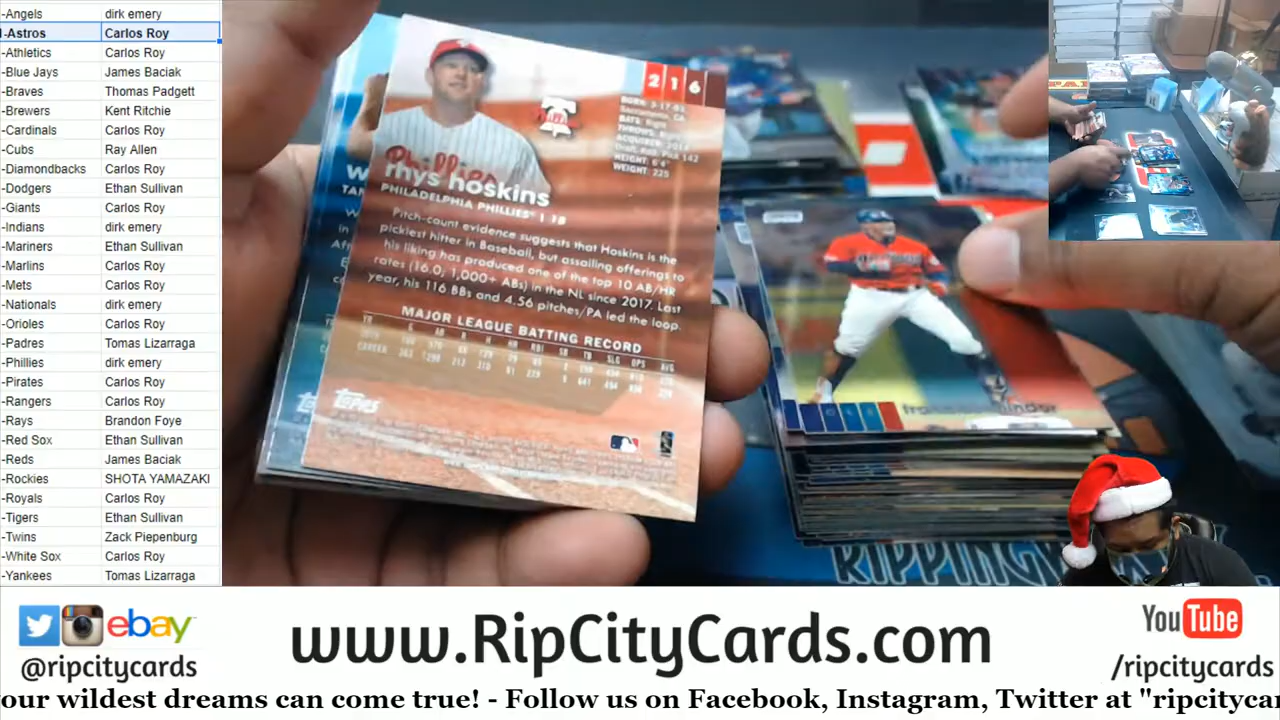 -Angels dirk emery
-Astros Carlos Roy
-Athletics Carlos Roy
-Blue Jays James Baciak
-Braves Thomas Padgett
-Brewers Kent Ritchie
-Cardinals Carlos Roy
-Cubs Ray Allen
-Diamondbacks Carlos Roy
-Dodgers Ethan Sullivan
-Giants Carlos Roy
-Indians dirk emery
-Mariners Ethan Sullivan
-Marlins Carlos Roy
-Mets Carlos Roy
-Nationals dirk emery
-Orioles Carlos Roy
-Padres Tomas Lizarraga
-Phillies dirk emery
-Pirates Carlos Roy
-Rangers Carlos Roy
-Rays Brandon Foye
-Red Sox Ethan Sullivan
-Reds James Baciak
-Rockies SHOTA YAMAZAKI
-Royals Carlos Roy
-Tigers Ethan Sullivan
-Twins Zack Piepenburg
-White Sox Carlos Roy
-Yankees Tomas Lizarraga
216
Phillies
rhys hoskins
PHILADELPHIA PHILLIES | 1B
HEIGHT: 6'4"
WEIGHT: 225
Pitch-count evidence suggests that Hoskins is the
pickiest hitter in Baseball, but assailing offerings to
his liking has produced one of the top 10 AB/HR
rates (16.0; 1,000+ ABs) in the NL since 2017. Last
year, his 116 BBs and 4.56 pitches/PA led the loop.
MAJOR LEAGUE BATTING RECORD
Topps
RIPPING
ebay
@ripcitycards
www.RipCityCards.com
YouTube
/ripcitycards
your wildest dreams can come true! - Follow us on Facebook, Instagram, Twitter at "ripcityca